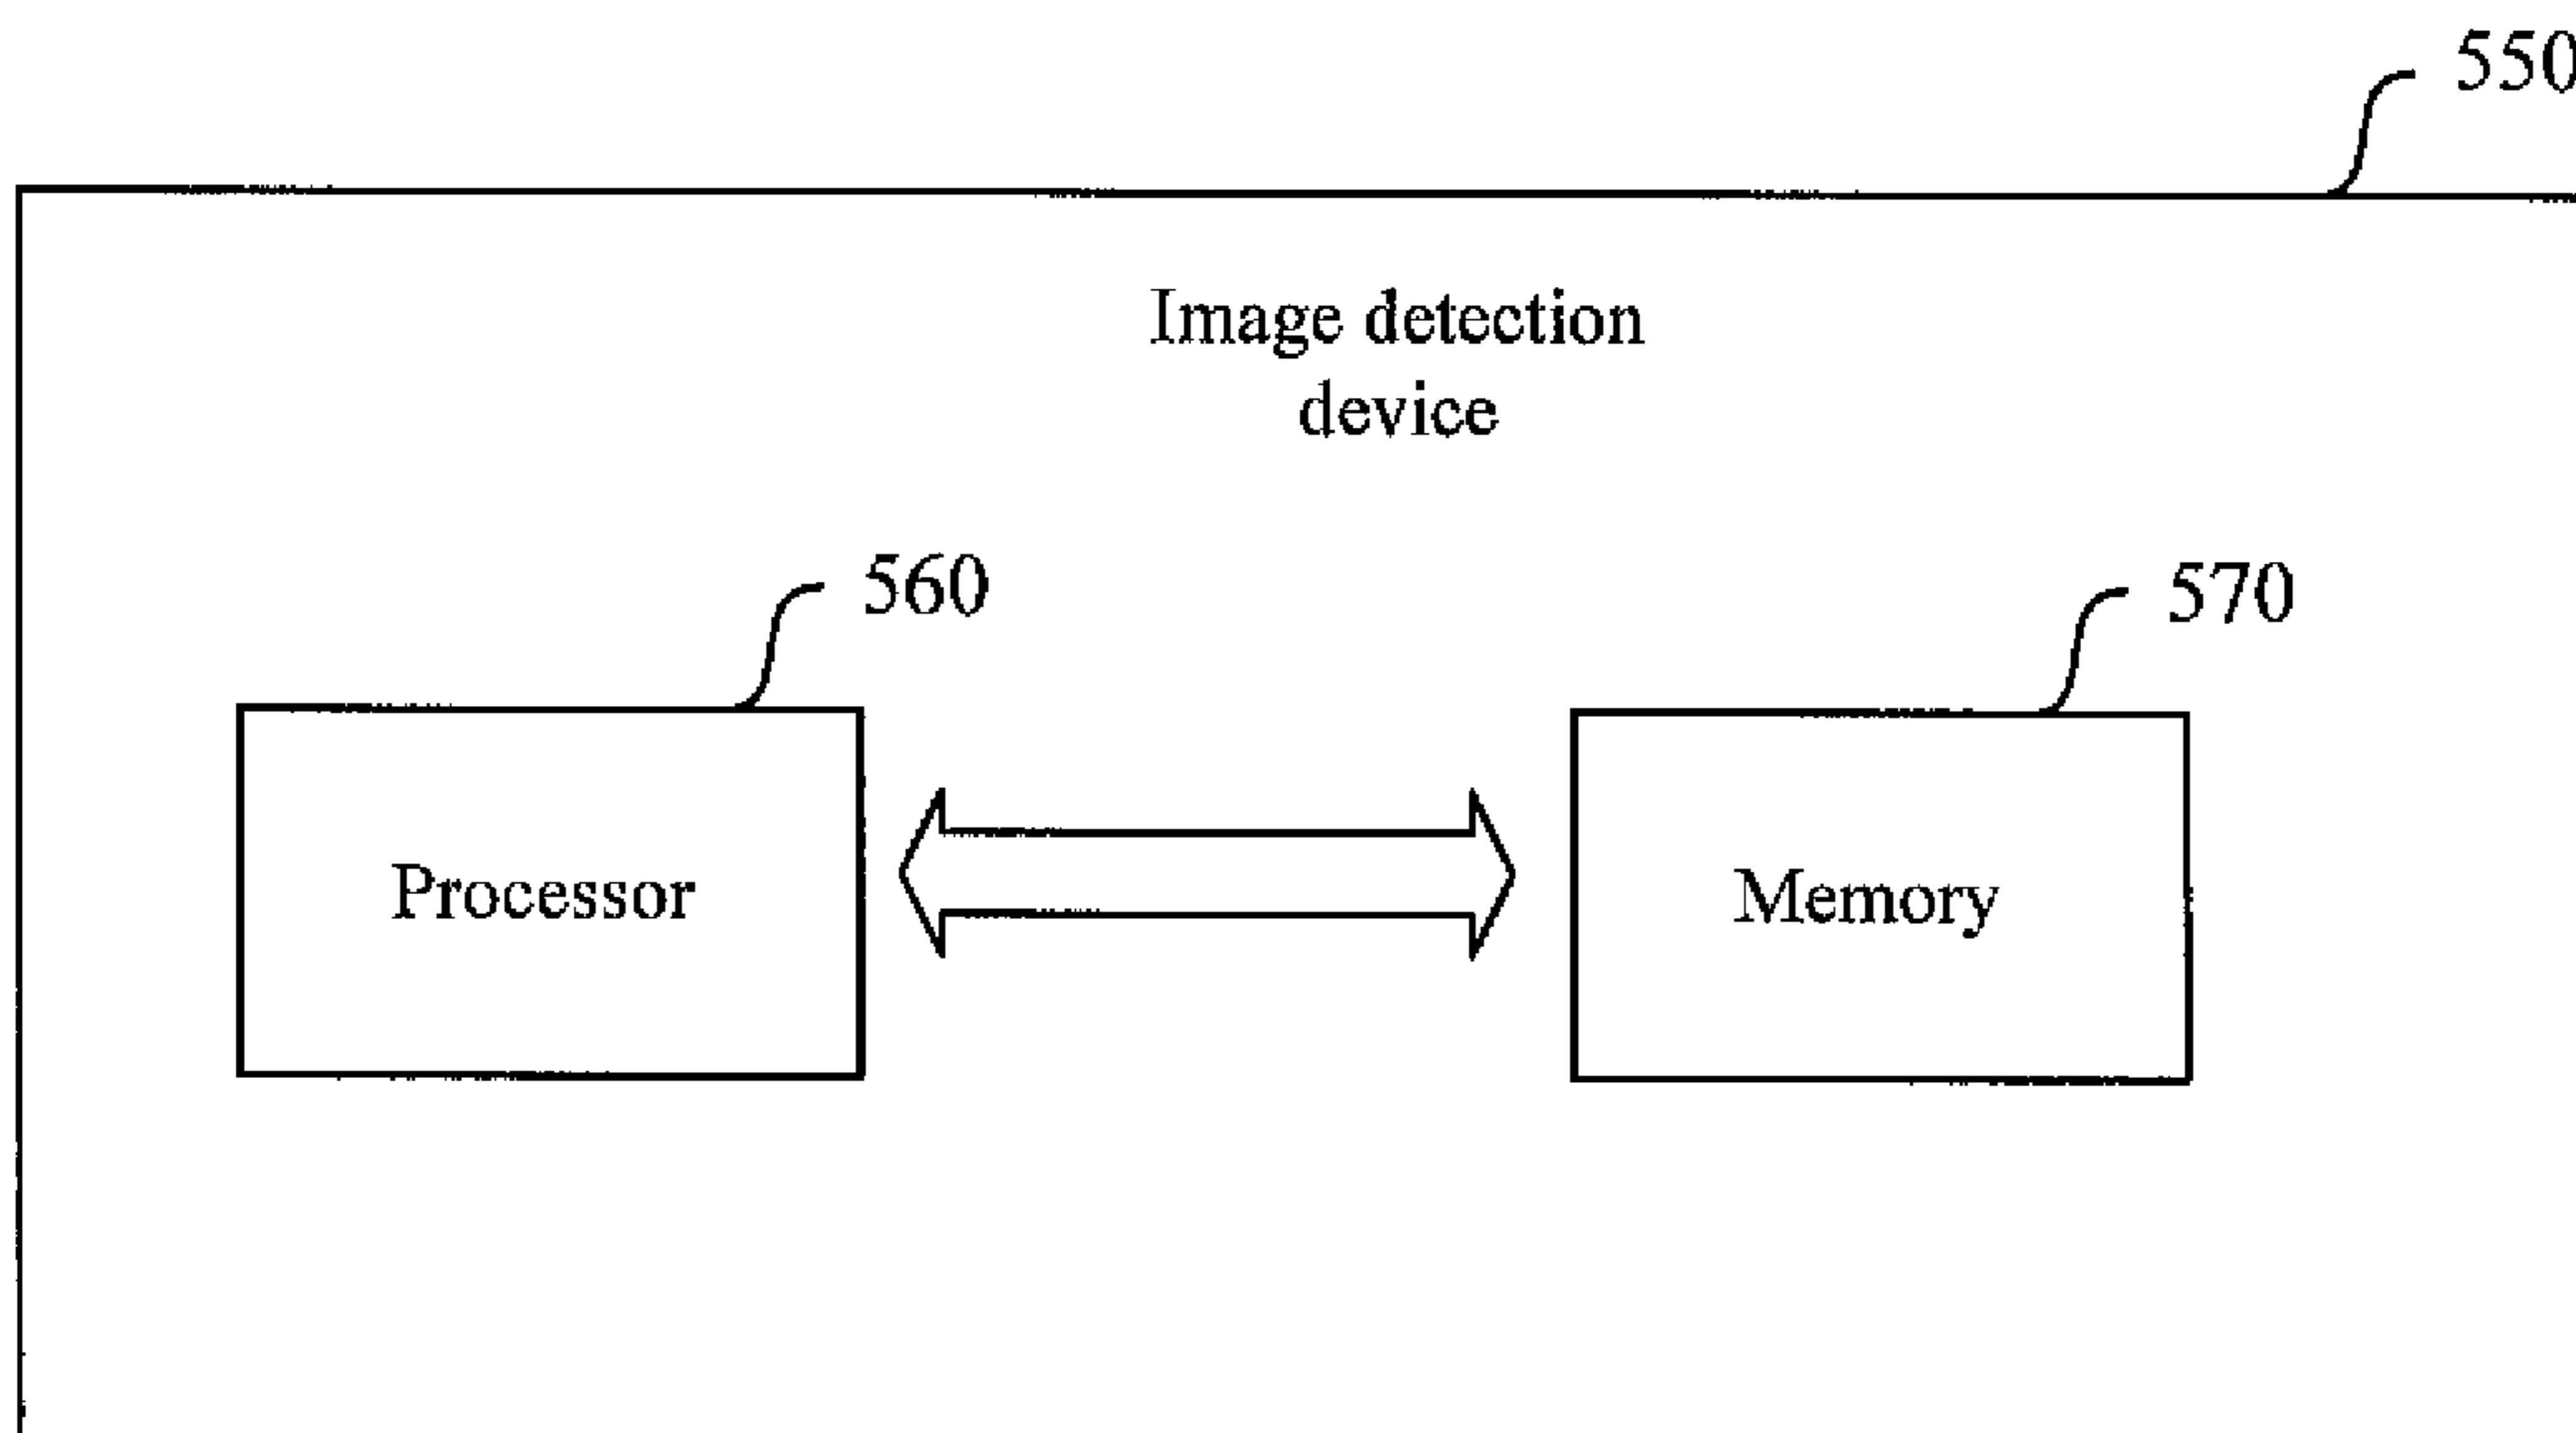 550
Image detection
device
560
570
Processor
Memory